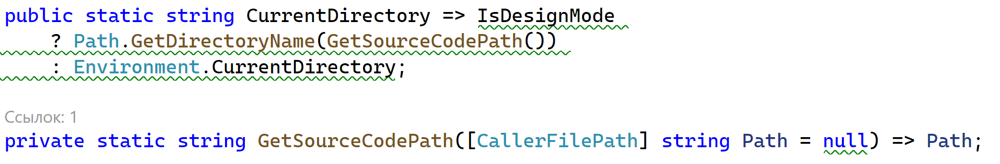 public static string CurrentDirectory => IsDesignMode
    ? Path.GetDirectoryName(GetSourceCodePath())
    : Environment.CurrentDirectory;
Ссылок: 1
private static string GetSourceCodePath([CallerFilePath] string Path = null) => Path;